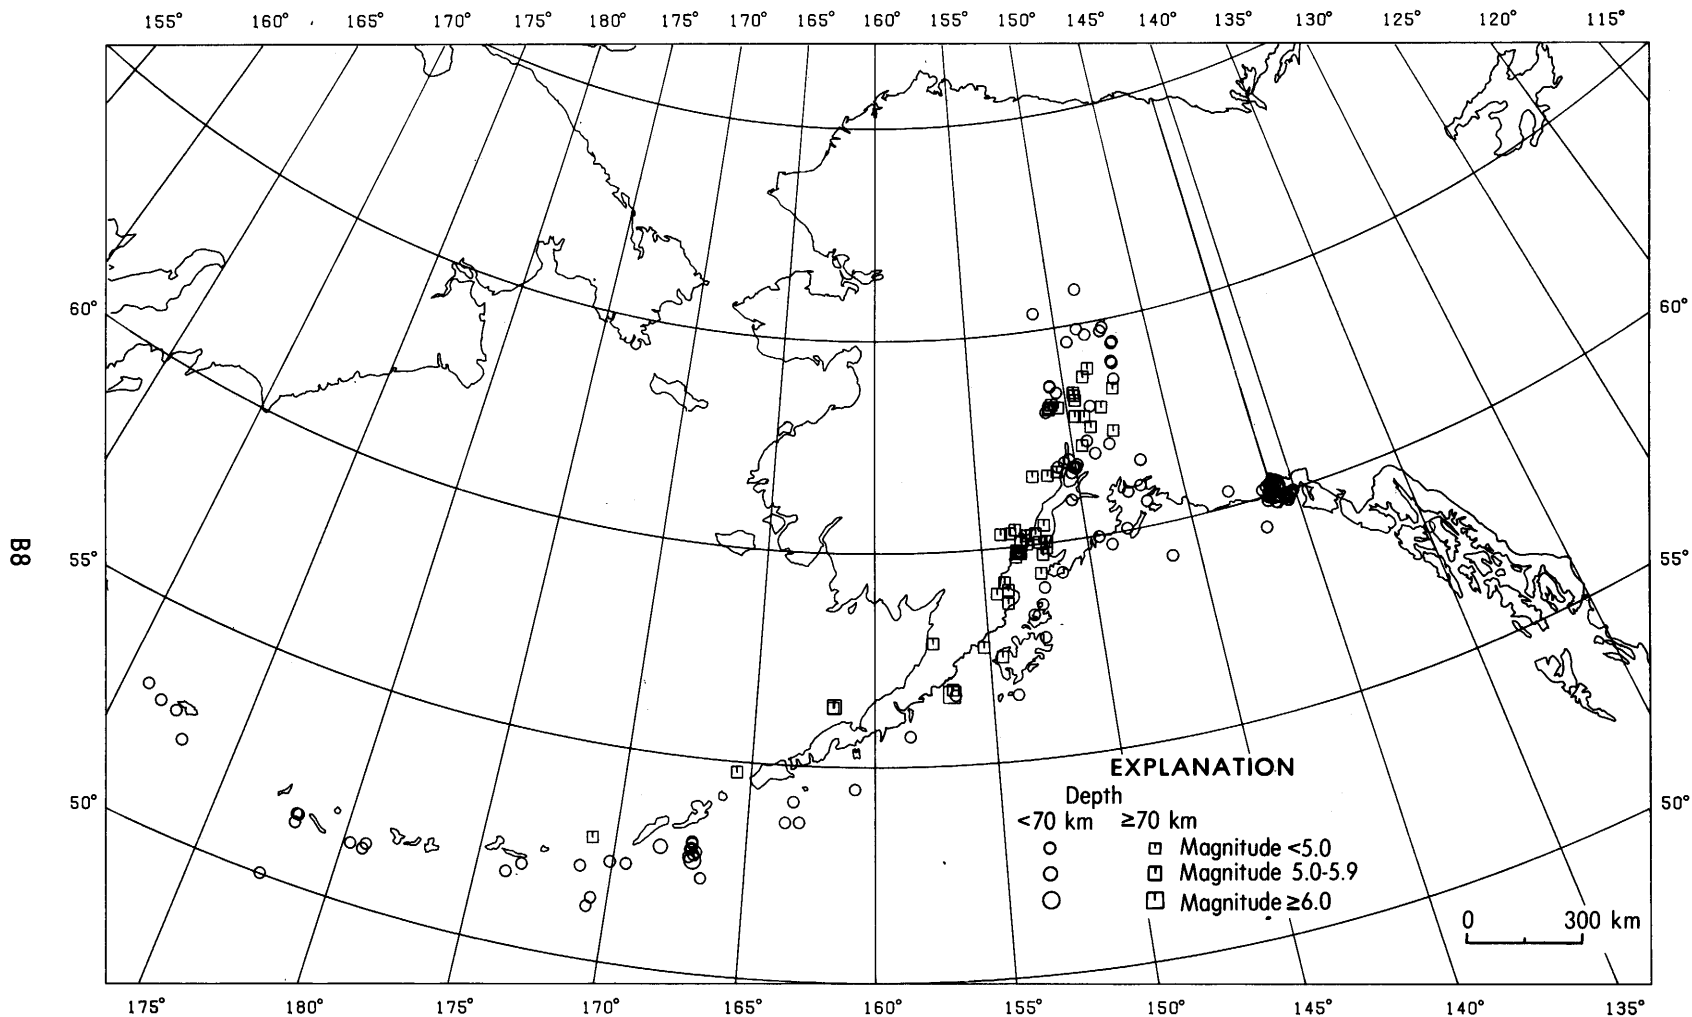 155° 160° 165° 170° 175° 180° 175° 170° 165° 160° 155° 150° 145° 140° 135° 130° 125° 120° 115°
60° 60°
55° 55°
50° 50°
B8
EXPLANATION
Depth
<70 km ≥70 km
Magnitude <5.0
Magnitude 5.0-5.9
Magnitude ≥6.0
0 300 km
175° 180° 175° 170° 165° 160° 155° 150° 145° 140° 135°